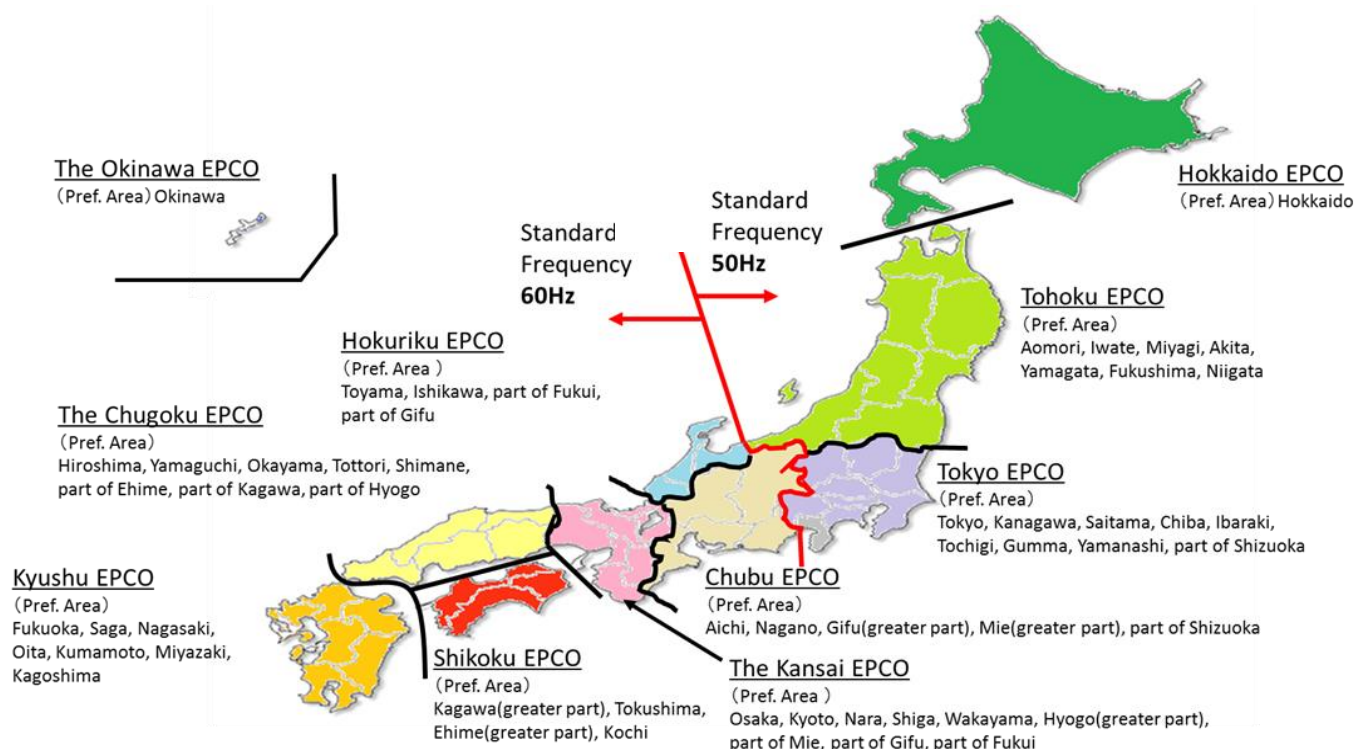 The Okinawa EPCO
（Pref. Area）Okinawa
Hokkaido EPCO
（Pref. Area）Hokkaido
Standard
Frequency
50Hz
Standard
Frequency
60Hz
Tohoku EPCO
（Pref. Area）
Aomori, Iwate, Miyagi, Akita,
Yamagata, Fukushima, Niigata
Hokuriku EPCO
（Pref. Area ）
Toyama, Ishikawa, part of Fukui,
part of Gifu
The Chugoku EPCO
（Pref. Area）
Hiroshima, Yamaguchi, Okayama, Tottori, Shimane,
part of Ehime, part of Kagawa, part of Hyogo
Tokyo EPCO
（Pref. Area）
Tokyo, Kanagawa, Saitama, Chiba, Ibaraki,
Tochigi, Gumma, Yamanashi, part of Shizuoka
Kyushu EPCO
（Pref. Area）
Fukuoka, Saga, Nagasaki,
Oita, Kumamoto, Miyazaki,
Kagoshima
Chubu EPCO
（Pref. Area）
Aichi, Nagano, Gifu(greater part), Mie(greater part), part of Shizuoka
Shikoku EPCO
（Pref. Area）
Kagawa(greater part), Tokushima,
Ehime(greater part), Kochi
The Kansai EPCO
（Pref. Area ）
Osaka, Kyoto, Nara, Shiga, Wakayama, Hyogo(greater part),
part of Mie, part of Gifu, part of Fukui